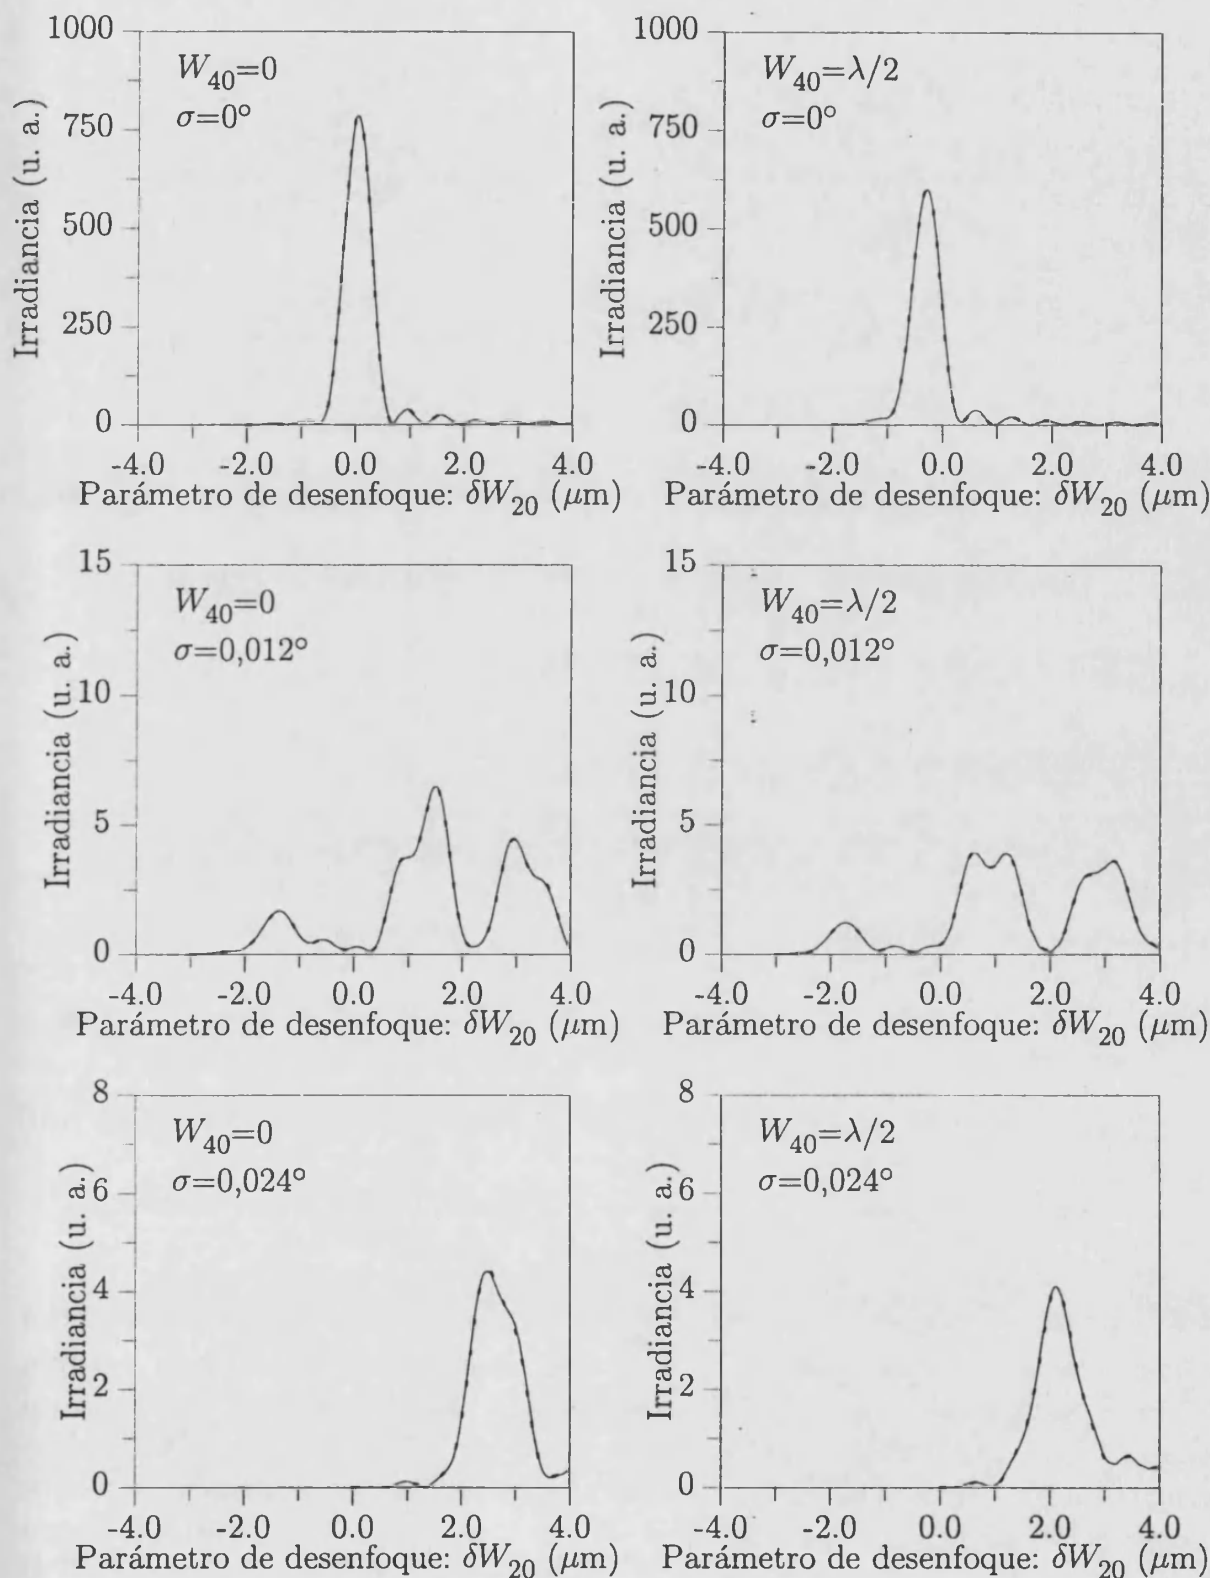 1000
750
500
250
0
Irradiancia (u. a.)
W40=0
σ=0°
-4.0 -2.0 0.0 2.0 4.0
Parámetro de desenfoque: δW20 (μm)
1000
750
500
250
0
Irradiancia (u. a.)
W40=λ/2
σ=0°
-4.0 -2.0 0.0 2.0 4.0
Parámetro de desenfoque: δW20 (μm)
15
10
5
0
Irradiancia (u. a.)
W40=0
σ=0,012°
-4.0 -2.0 0.0 2.0 4.0
Parámetro de desenfoque: δW20 (μm)
15
10
5
0
Irradiancia (u. a.)
W40=λ/2
σ=0,012°
-4.0 -2.0 0.0 2.0 4.0
Parámetro de desenfoque: δW20 (μm)
8
6
4
2
0
Irradiancia (u. a.)
W40=0
σ=0,024°
-4.0 -2.0 0.0 2.0 4.0
Parámetro de desenfoque: δW20 (μm)
8
6
4
2
0
Irradiancia (u. a.)
W40=λ/2
σ=0,024°
-4.0 -2.0 0.0 2.0 4.0
Parámetro de desenfoque: δW20 (μm)